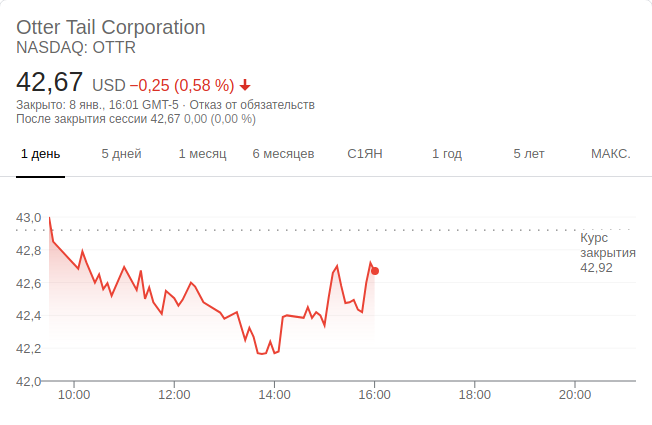 Otter Tail Corporation
NASDAQ: OTTR
42,67 USD −0,25 (0,58 %)
Закрыто: 8 янв., 16:01 GMT-5 · Отказ от обязательств
После закрытия сессии 42,67 0,00 (0,00 %)
1 день 5 дней 1 месяц 6 месяцев С1ЯН 1 год 5 лет МАКС.
43,0
Курс
закрытия
42,92
42,8
42,6
42,4
42,2
42,0
10:00 12:00 14:00 16:00 18:00 20:00